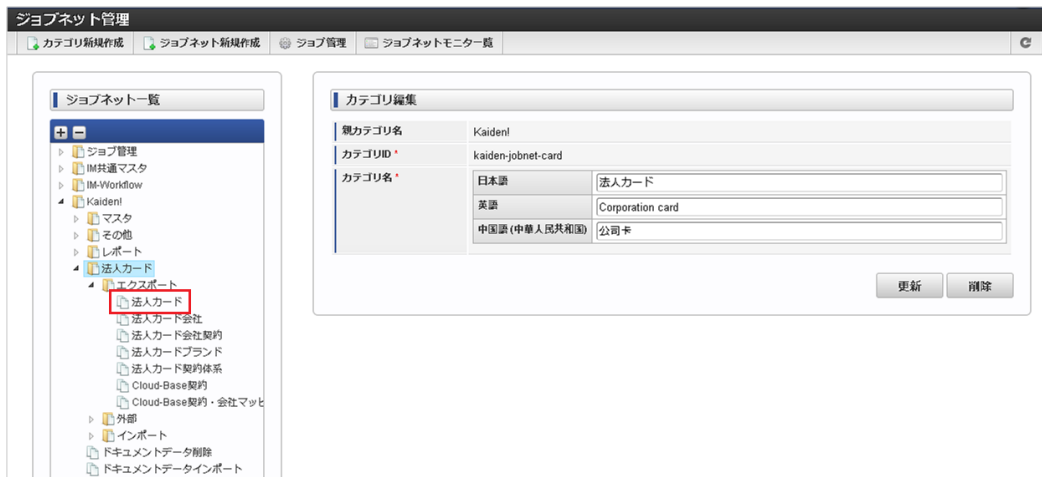 ジョブネット管理
カテゴリ新規作成 ジョブネット新規作成 ジョブ管理 ジョブネットモニター覧
ジョブネット一覧
ジョブ管理
IM共通マスタ
IM-Workflow
Kaiden!
マスタ
その他
レポート
法人カード
エクスポート
法人カード
法人カード会社
法人カード会社契約
法人カードブランド
法人カード契約体系
Cloud-Base契約
Cloud-Base契約・会社マッピ
外部
インポート
ドキュメントデータ削除
ドキュメントデータインポート
カテゴリ編集
親カテゴリ名 Kaiden!
カテゴリID * kaiden-jobnet-card
カテゴリ名 *
日本語 法人カード
英語 Corporation card
中国語(中華人民共和国) 公司卡
更新 削除